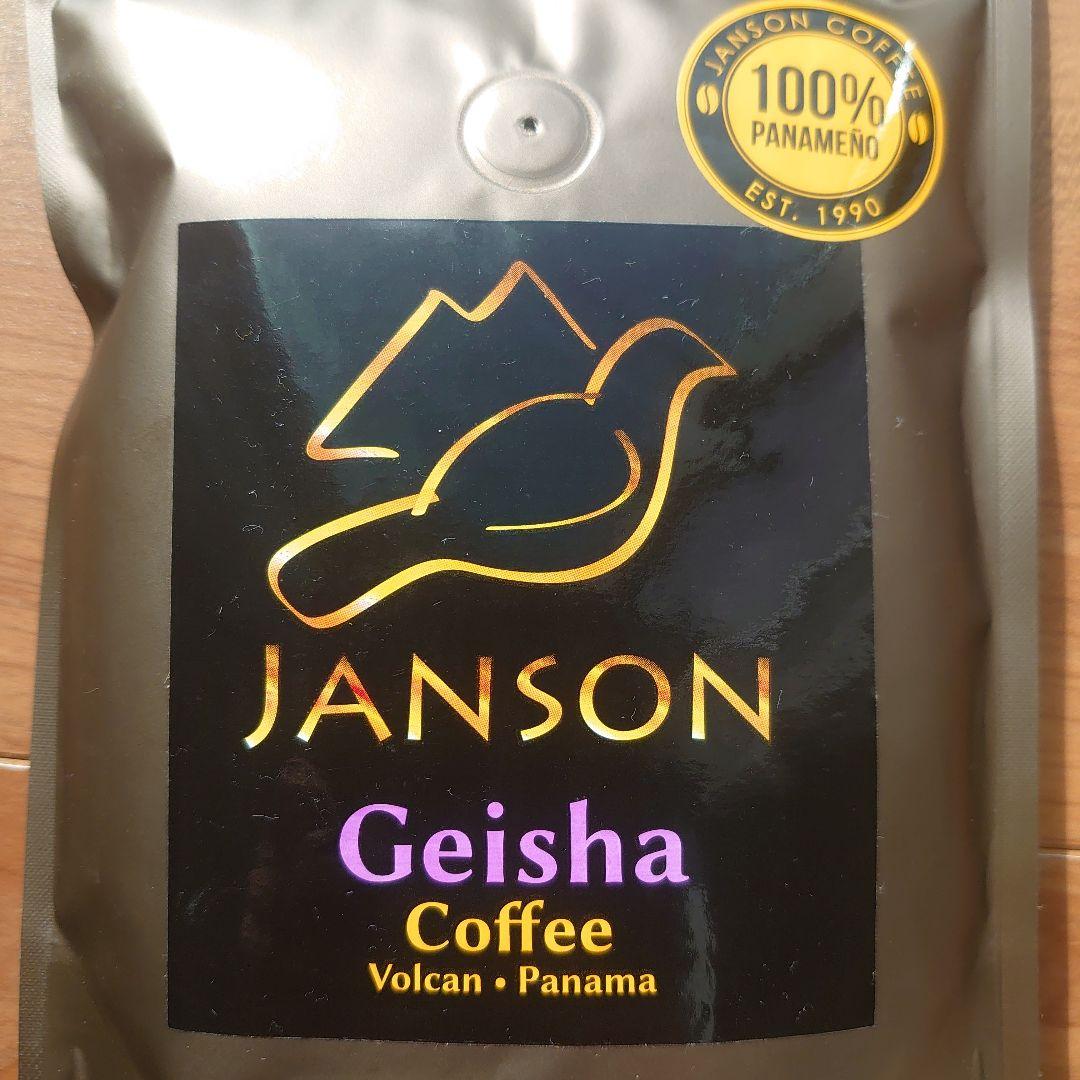 JANSON COFFEE
100%
PANAMEÑO
EST. 1990
JANSON
Geisha
Coffee
Volcan • Panama